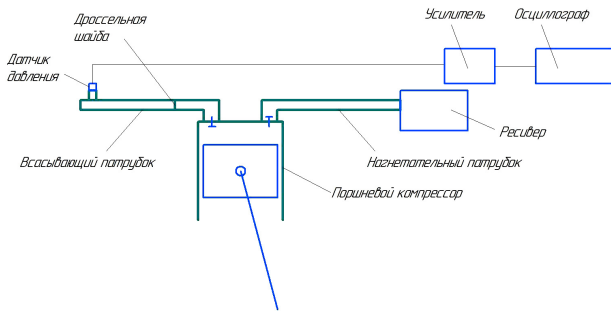 Дроссельная
шайба
Усилитель
Осциллограф
Датчик
давления
Ресивер
Всасывающий патрубок
Нагнетательный патрубок
Поршневой компрессор